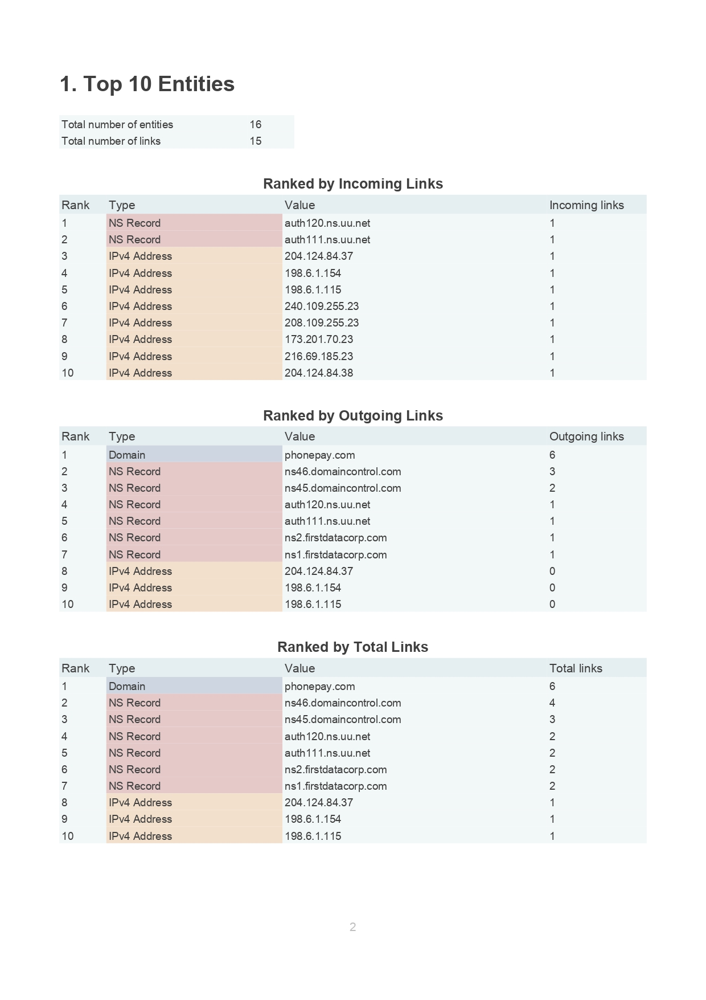 1. Top 10 Entities
Total number of entities 16
Total number of links 15
Ranked by Incoming Links
Rank Type Value Incoming links
1 NS Record auth120.ns.uu.net 1
2 NS Record auth111.ns.uu.net 1
3 IPv4 Address 204.124.84.37 1
4 IPv4 Address 198.6.1.154 1
5 IPv4 Address 198.6.1.115 1
6 IPv4 Address 240.109.255.23 1
7 IPv4 Address 208.109.255.23 1
8 IPv4 Address 173.201.70.23 1
9 IPv4 Address 216.69.185.23 1
10 IPv4 Address 204.124.84.38 1
Ranked by Outgoing Links
Rank Type Value Outgoing links
1 Domain phonepay.com 6
2 NS Record ns46.domaincontrol.com 3
3 NS Record ns45.domaincontrol.com 2
4 NS Record auth120.ns.uu.net 1
5 NS Record auth111.ns.uu.net 1
6 NS Record ns2.firstdatacorp.com 1
7 NS Record ns1.firstdatacorp.com 1
8 IPv4 Address 204.124.84.37 0
9 IPv4 Address 198.6.1.154 0
10 IPv4 Address 198.6.1.115 0
Ranked by Total Links
Rank Type Value Total links
1 Domain phonepay.com 6
2 NS Record ns46.domaincontrol.com 4
3 NS Record ns45.domaincontrol.com 3
4 NS Record auth120.ns.uu.net 2
5 NS Record auth111.ns.uu.net 2
6 NS Record ns2.firstdatacorp.com 2
7 NS Record ns1.firstdatacorp.com 2
8 IPv4 Address 204.124.84.37 1
9 IPv4 Address 198.6.1.154 1
10 IPv4 Address 198.6.1.115 1
2